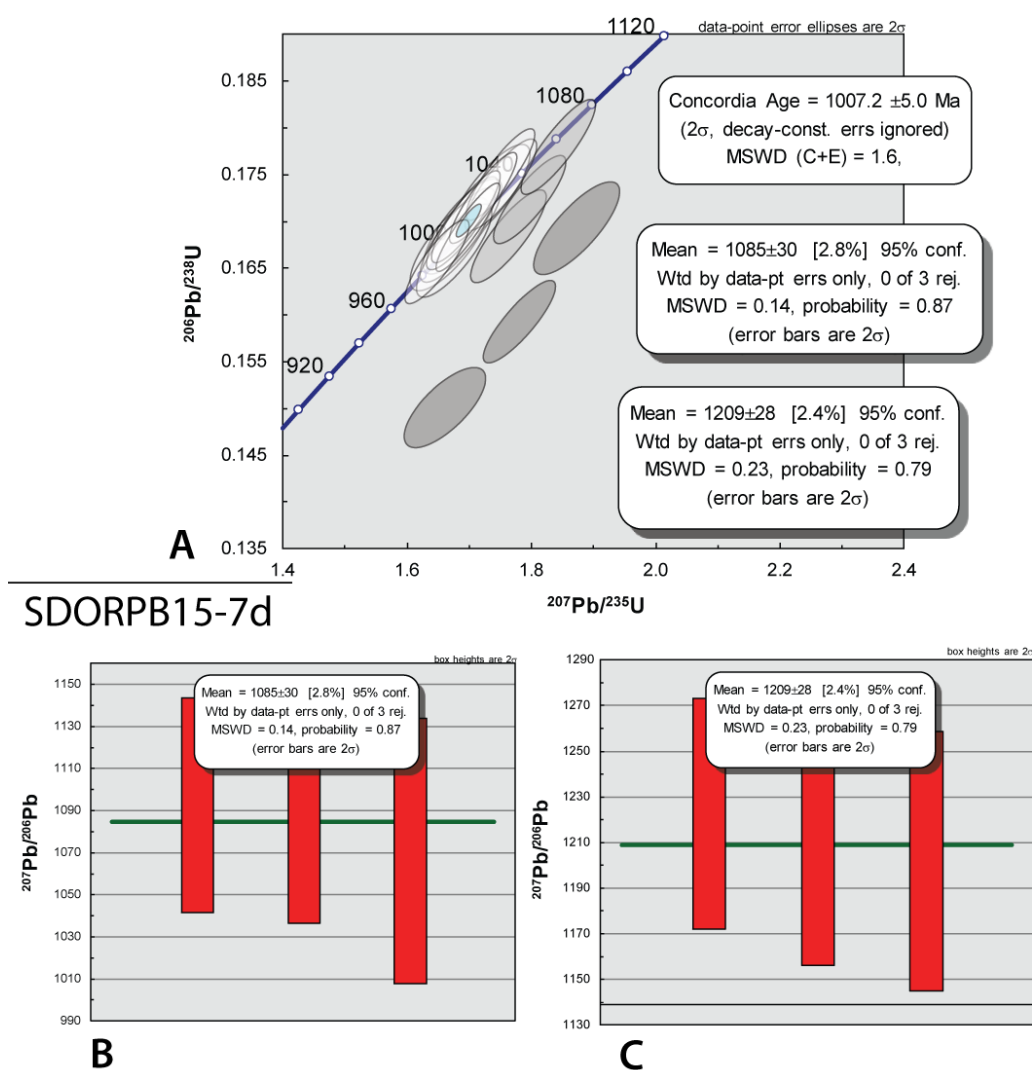 data-point error ellipses are 2σ
1120
0.185
1080
Concordia Age = 1007.2 ±5.0 Ma
(2σ, decay-const. errs ignored)
MSWD (C+E) = 1.6,
0.175
206Pb/238U
0.165
Mean = 1085±30 [2.8%] 95% conf.
Wtd by data-pt errs only, 0 of 3 rej.
MSWD = 0.14, probability = 0.87
(error bars are 2σ)
960
0.155
920
Mean = 1209±28 [2.4%] 95% conf.
Wtd by data-pt errs only, 0 of 3 rej.
MSWD = 0.23, probability = 0.79
(error bars are 2σ)
0.145
A
0.135
1.4 1.6 1.8 2.0 2.2 2.4
207Pb/235U
SDORPB15-7d
box heights are 2σ
1150
1130
1110
1090
1070
1050
1030
1010
990
207Pb/206Pb
Mean = 1085±30 [2.8%] 95% conf.
Wtd by data-pt errs only, 0 of 3 rej.
MSWD = 0.14, probability = 0.87
(error bars are 2σ)
B
box heights are 2σ
1290
1270
1250
1230
1210
1190
1170
1150
1130
207Pb/206Pb
Mean = 1209±28 [2.4%] 95% conf.
Wtd by data-pt errs only, 0 of 3 rej.
MSWD = 0.23, probability = 0.79
(error bars are 2σ)
C